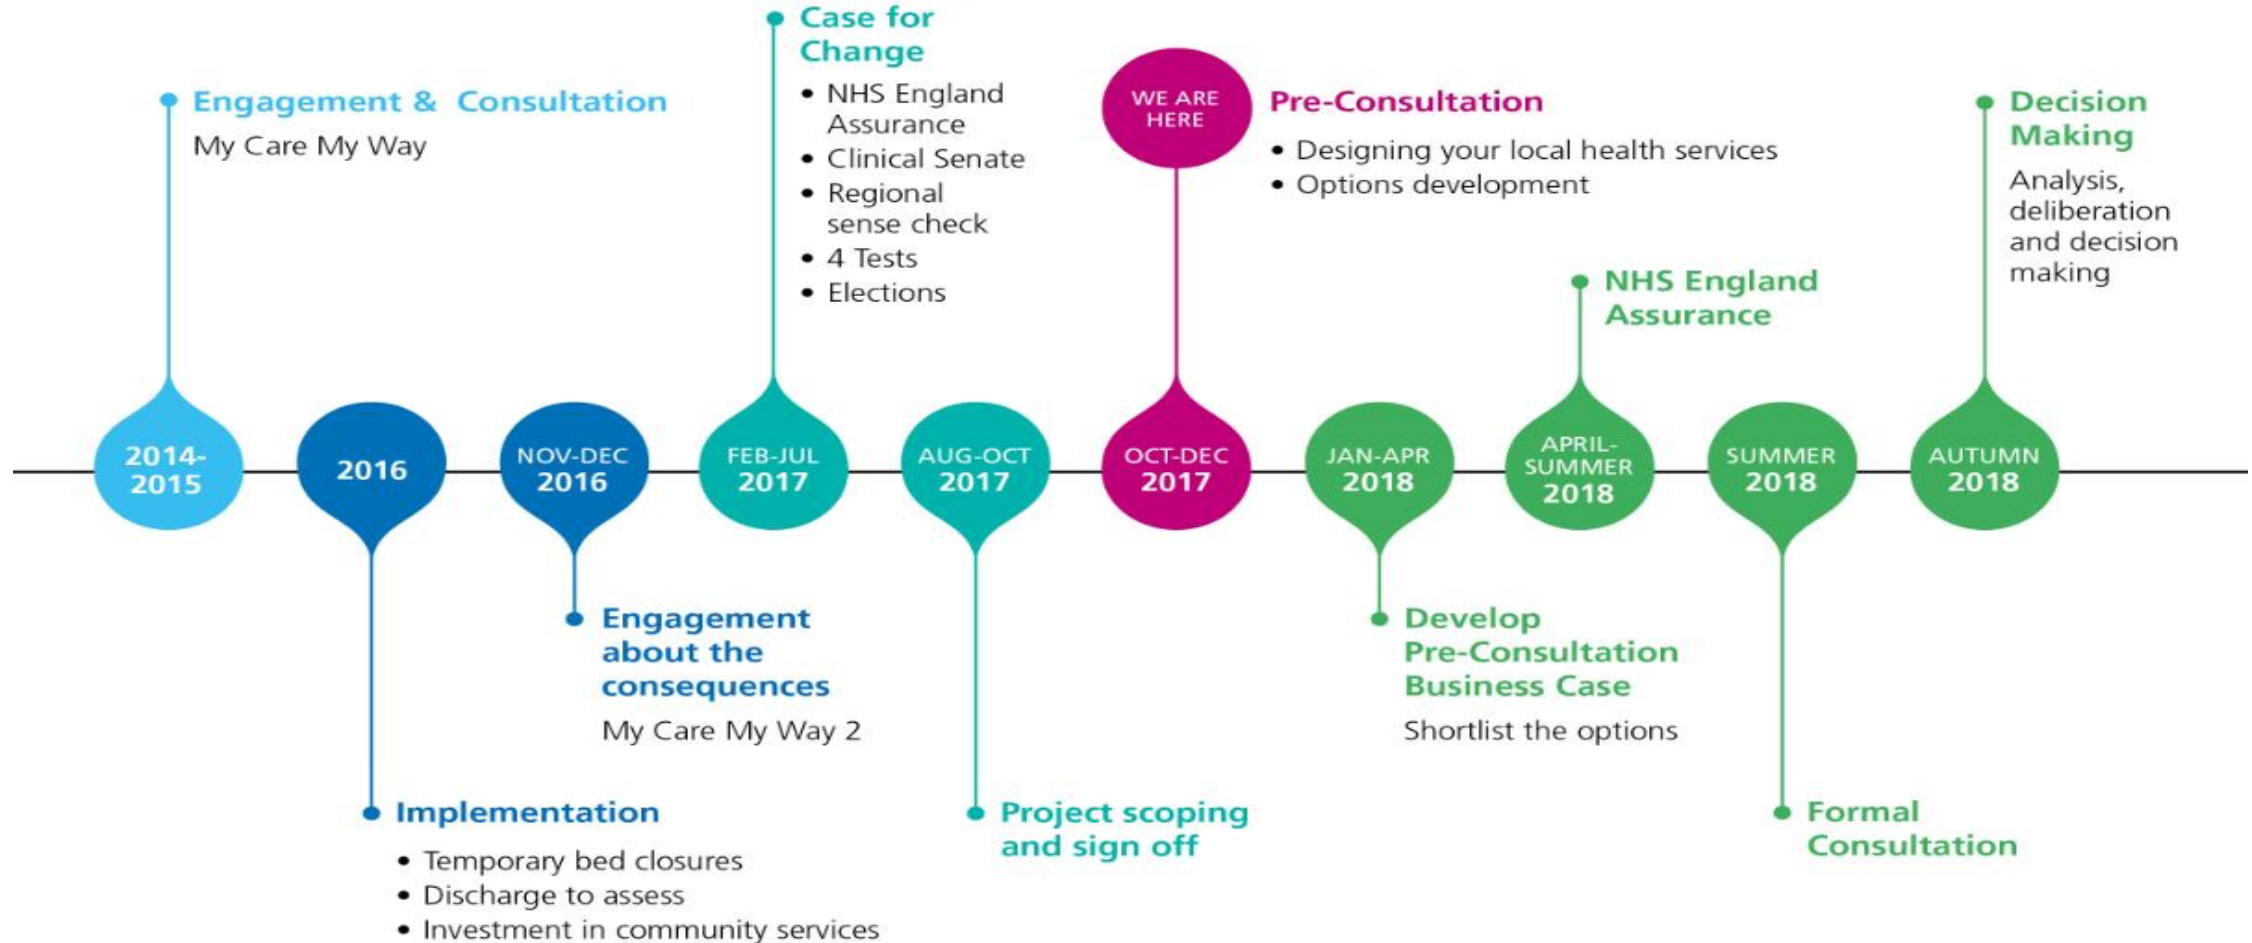 Engagement &  Consultation
My Care My Way
2014-
2015
2016
Implementation
• Temporary bed closures
• Discharge to assess
• Investment in community services
NOV-DEC
2016
Engagement
about the
consequences
My Care My Way 2
Case for
Change
• NHS England
Assurance
• Clinical Senate
• Regional
sense check
• 4 Tests
• Elections
FEB-JUL
2017
AUG-OCT
2017
Project scoping
and sign off
WE ARE
HERE
Pre-Consultation
• Designing your local health services
• Options development
OCT-DEC
2017
JAN-APR
2018
Develop
Pre-Consultation
Business Case
Shortlist the options
NHS England
Assurance
APRIL-
SUMMER
2018
SUMMER
2018
Formal
Consultation
Decision
Making
Analysis,
deliberation
and decision
making
AUTUMN
2018